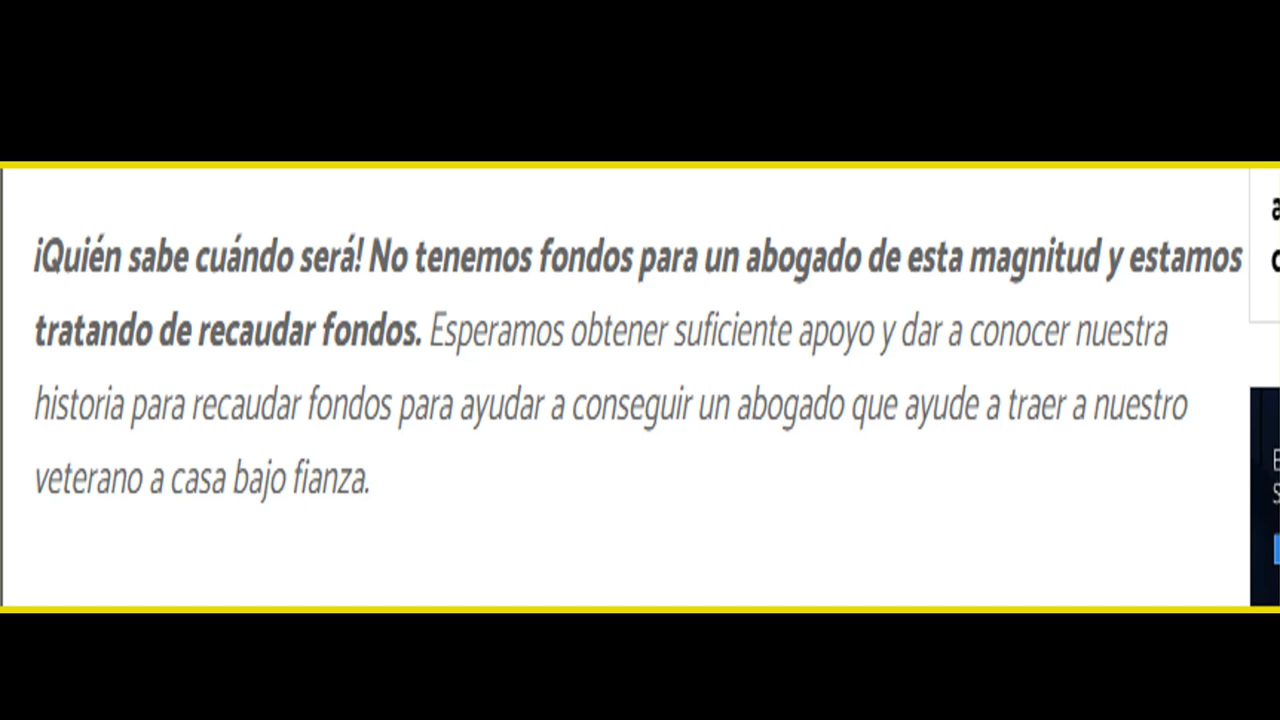 ¡Quién sabe cuándo será! No tenemos fondos para un abogado de esta magnitud y estamos
tratando de recaudar fondos. Esperamos obtener suficiente apoyo y dar a conocer nuestra
historia para recaudar fondos para ayudar a conseguir un abogado que ayude a traer a nuestro
veterano a casa bajo fianza.